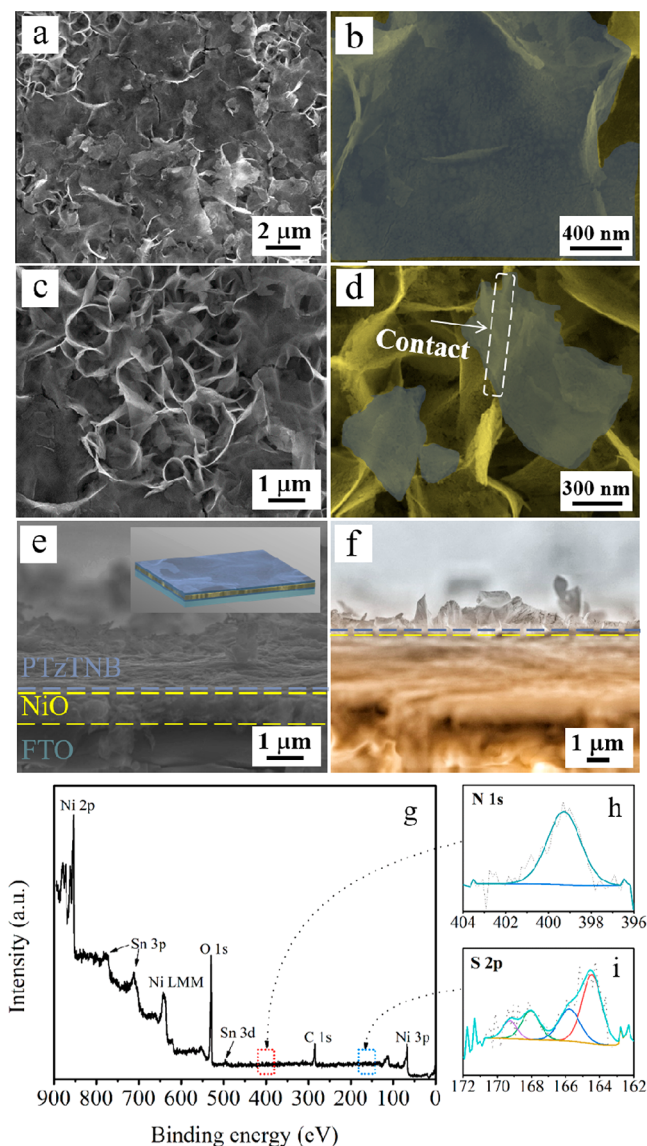 a
b
2 μm
400 nm
c
d
Contact
1 μm
300 nm
e
f
PTzTNB
NiO
FTO
1 μm
1 μm
Ni 2p
g
Sn 3p
Ni LMM
O 1s
Sn 3d
C 1s
Ni 3p
Intensity (a.u.)
900 800 700 600 500 400 300 200 100 0
Binding energy (eV)
N 1s
h
404 402 400 398 396
S 2p
i
172 170 168 166 164 162